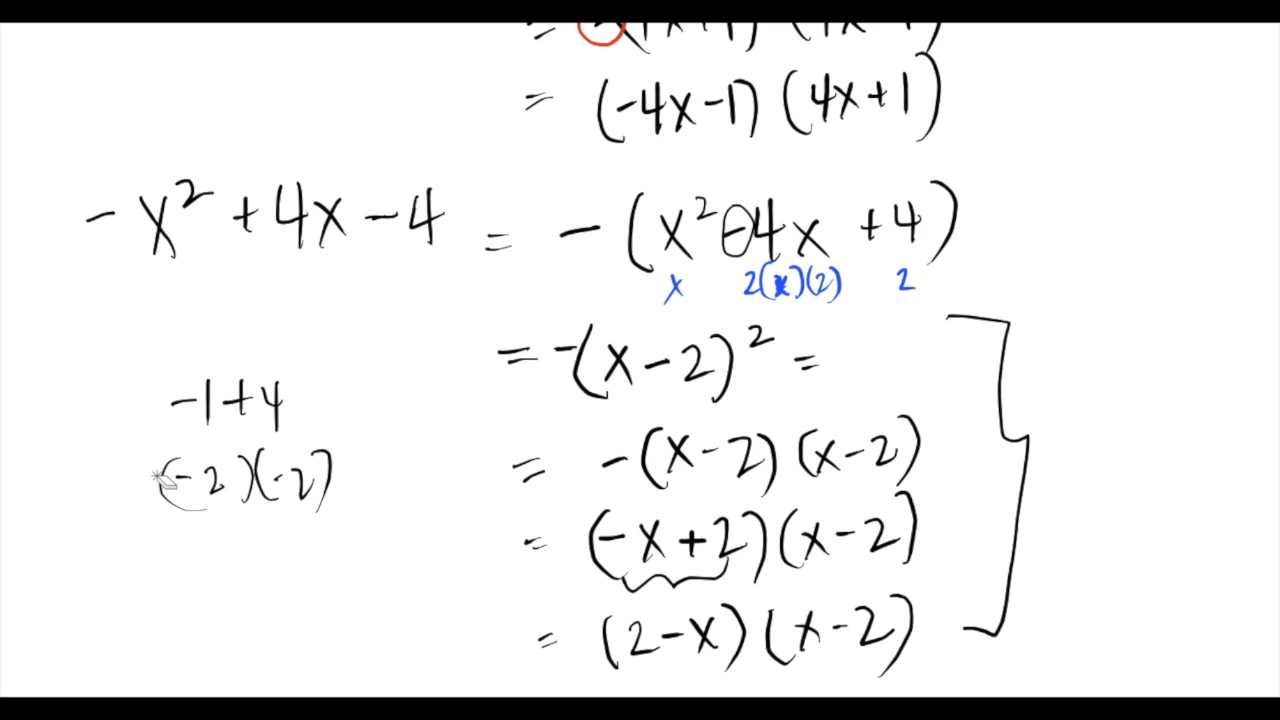 = (-4x-1) (4x+1)
-x² +4x -4 = -(x² -4x +4)
x 2(x)(2) 2
= -(x-2)² =
-1+4
(-2)(-2)
= -(x-2)(x-2)
= (-x+2)(x-2)
= (2-x)(x-2)